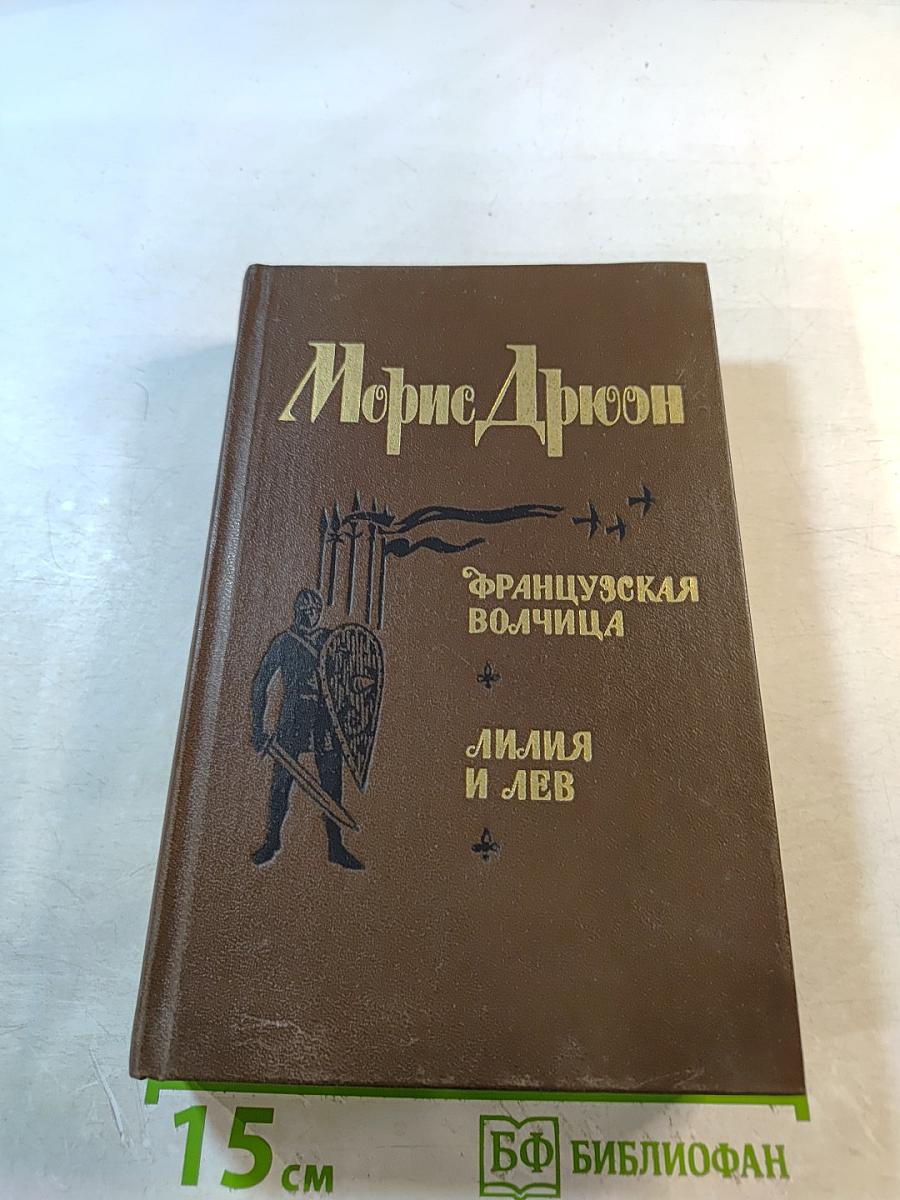 Морис Дрюон
ФРАНЦУЗСКАЯ
ВОЛЧИЦА
ЛИЛИЯ
И ЛЕВ
15 см
БФ БИБЛИОФАН